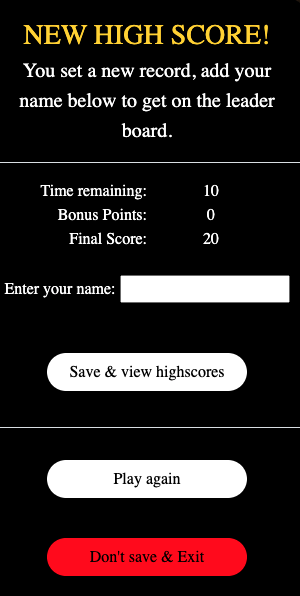 NEW HIGH SCORE!
You set a new record, add your
name below to get on the leader
board.
Time remaining: 10
Bonus Points: 0
Final Score: 20
Enter your name:
Save & view highscores
Play again
Don't save & Exit